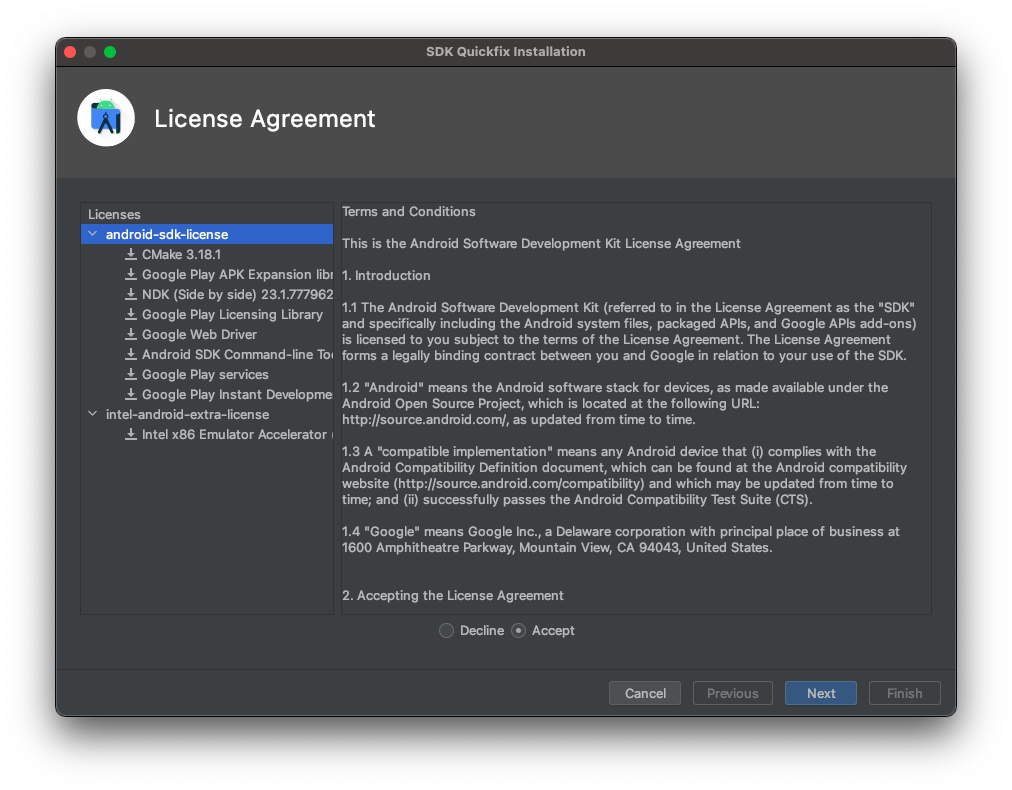 SDK Quickfix Installation
License Agreement
Licenses
android-sdk-license
CMake 3.18.1
Google Play APK Expansion
NDK (Side by side) 23.1.777962
Google Play Licensing Library
Google Web Driver
Android SDK Command-line
Google Play services
Google Play Instant
intel-android-extra-license
Intel x86 Emulator Accelerator
Terms and Conditions
This is the Android Software Development Kit License Agreement
1. Introduction
1.1 The Android Software Development Kit (referred to in the License Agreement as the "SDK"
and specifically including the Android system files, packaged APIs, and Google APIs add-ons)
is licensed to you subject to the terms of the License Agreement. The License Agreement
forms a legally binding contract between you and Google in relation to your use of the SDK.
1.2 "Android" means the Android software stack for devices, as made available under the
Android Open Source Project, which is located at the following URL:
http://source.android.com/, as updated from time to time.
1.3 A "compatible implementation" means any Android device that (i) complies with the
Android Compatibility Definition document, which can be found at the Android compatibility
website (http://source.android.com/compatibility) and which may be updated from time to
time; and (ii) successfully passes the Android Compatibility Test Suite (CTS).
1.4 "Google" means Google Inc., a Delaware corporation with principal place of business at
1600 Amphitheatre Parkway, Mountain View, CA 94043, United States.
2. Accepting the License Agreement
Decline Accept
Cancel Previous Next Finish